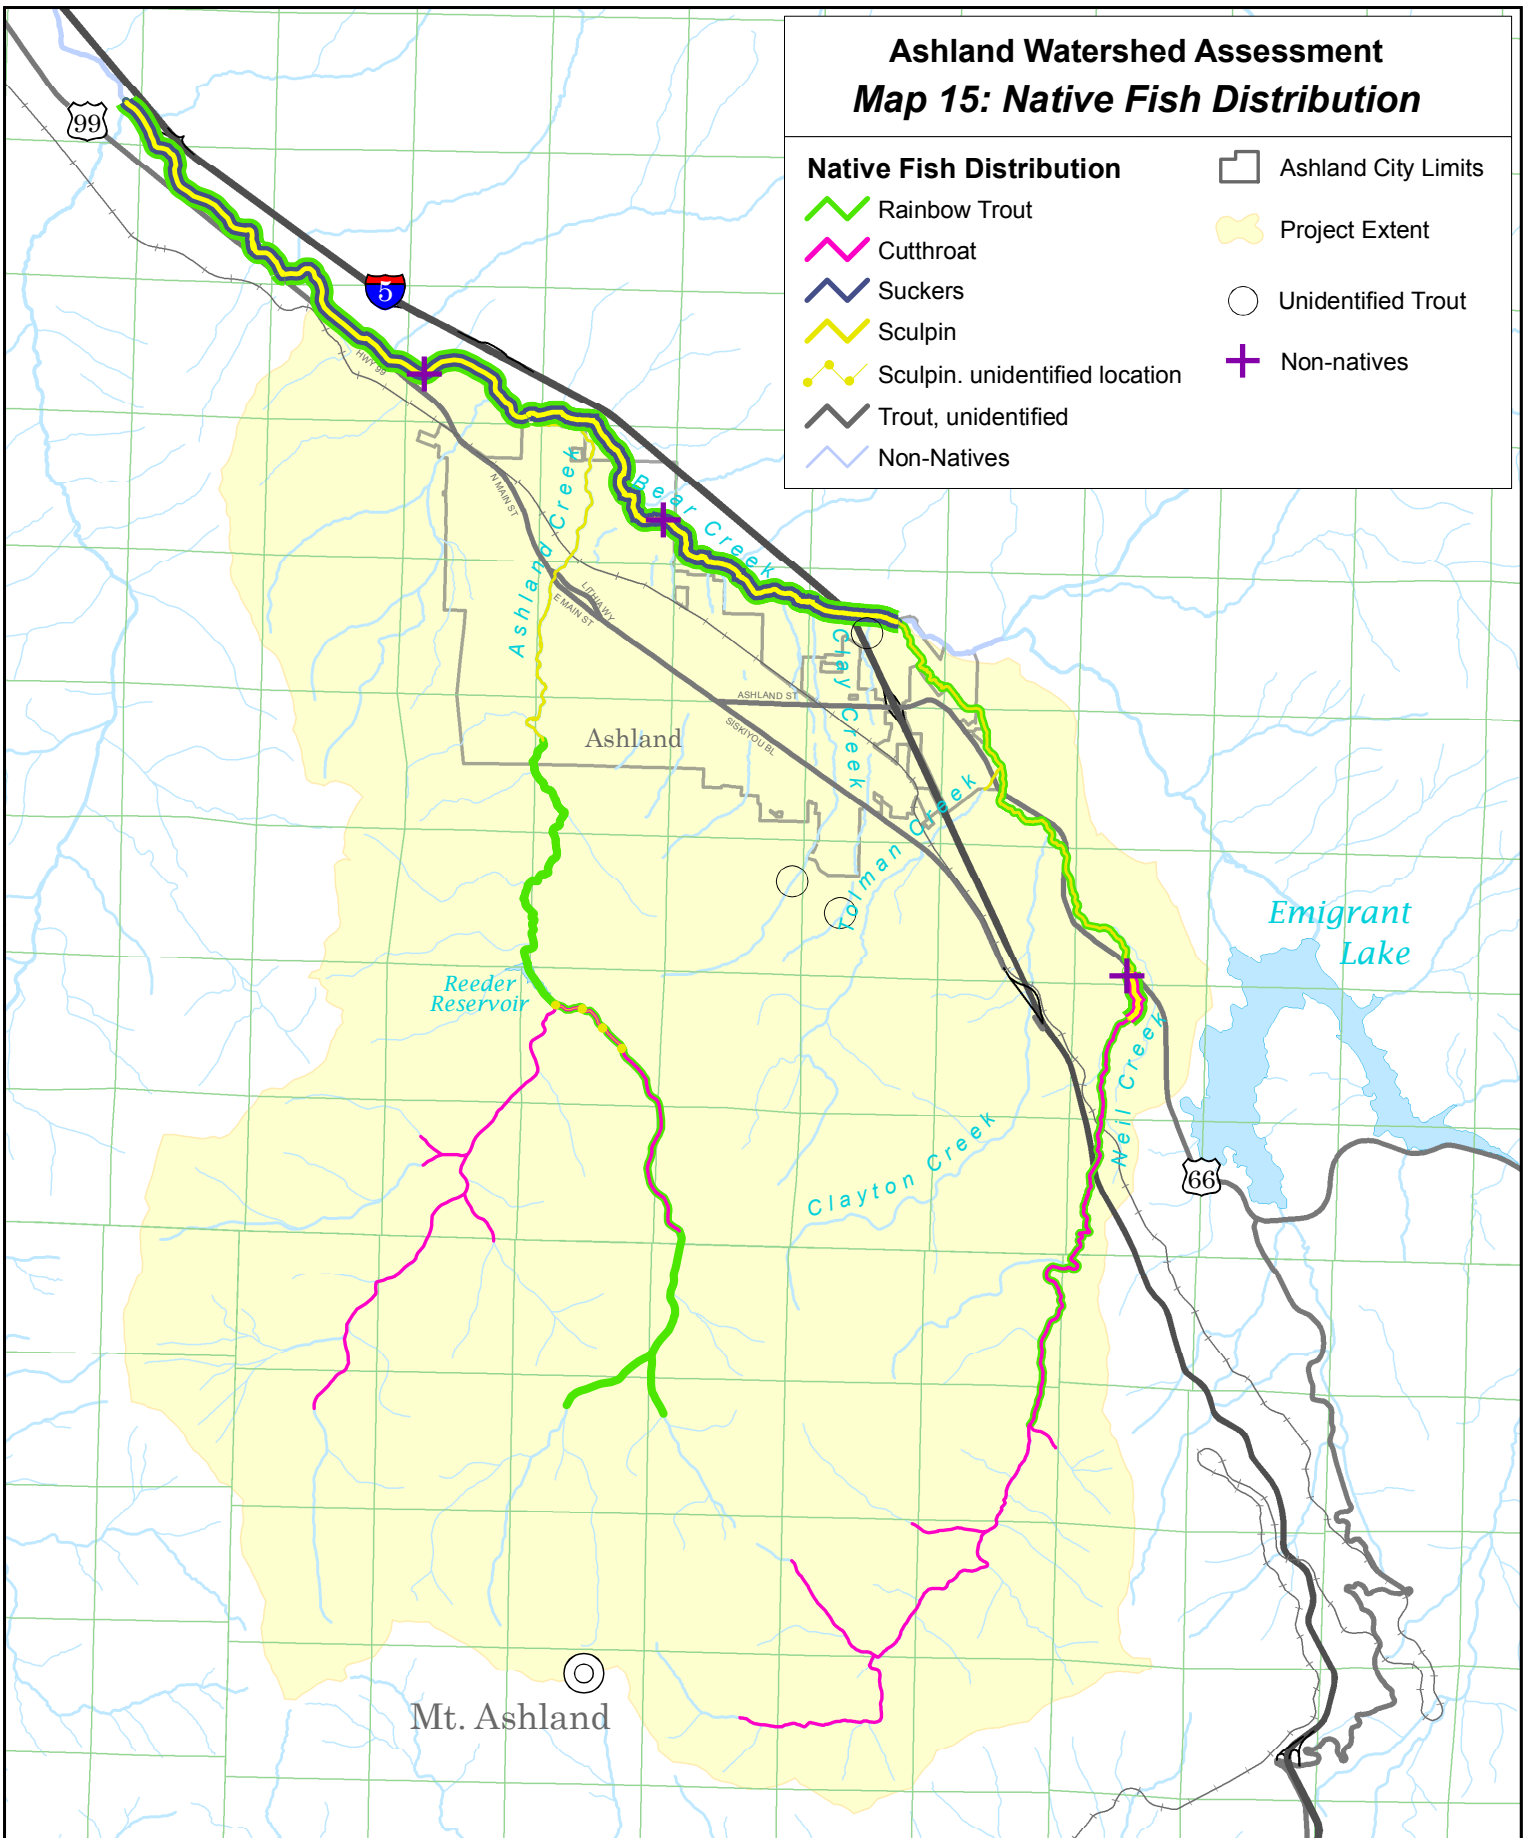 Ashland Watershed Assessment
Map 15: Native Fish Distribution
Native Fish Distribution
Rainbow Trout
Cutthroat
Suckers
Sculpin
Sculpin. unidentified location
Trout, unidentified
Non-Natives
Ashland City Limits
Project Extent
Unidentified Trout
Non-natives
99
5
HWY 99
N MAIN ST
Ashland Creek
Bear Creek
LITHIA WY
E MAIN ST
Clay Creek
ASHLAND ST
SISKIYOU BL
Ashland
Tolman Creek
Emigrant
Lake
Reeder
Reservoir
Neil Creek
Clayton Creek
66
Mt. Ashland